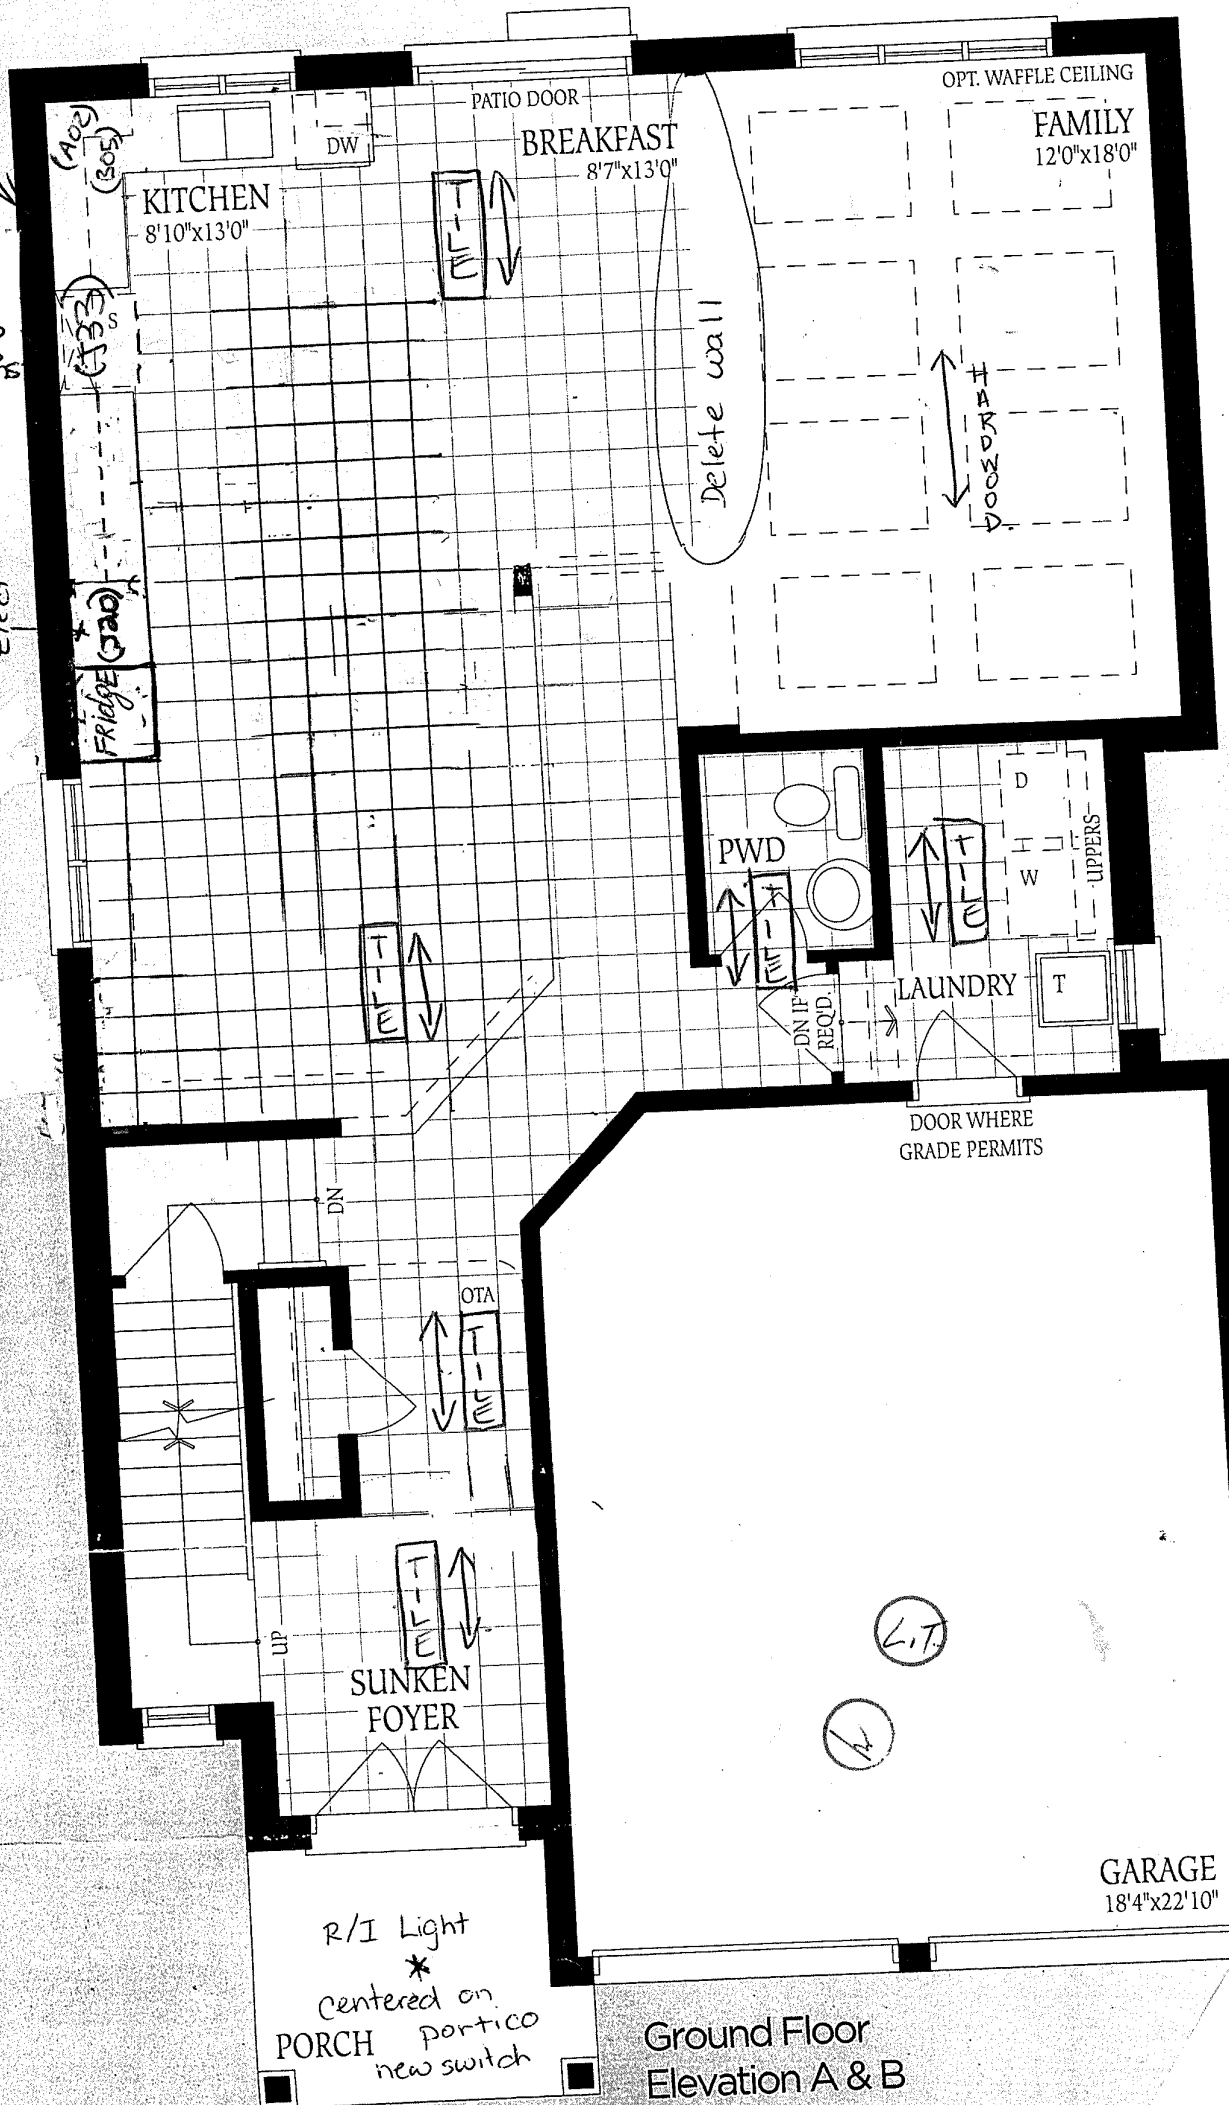 PATIO DOOR
OPT. WAFFLE CEILING
FAMILY
12'0"x18'0"
(A02)
(B05)
DW
BREAKFAST
8'7"x13'0"
KITCHEN
8'10"x13'0"
TILE
S
(J33)
Delete wall
HARDWOOD.
*
(J20)
FRidgE
D
W
UPPERS
PWD
TILE
TILE
TILE
LAUNDRY
T
DN IF
REQ'D.
DOOR WHERE
GRADE PERMITS
DN
OTA
TILE
TILE
UP
SUNKEN
FOYER
L.T.
GARAGE
18'4"x22'10"
R/I Light
*
centered on
PORCH portico
new switch
Ground Floor
Elevation A & B